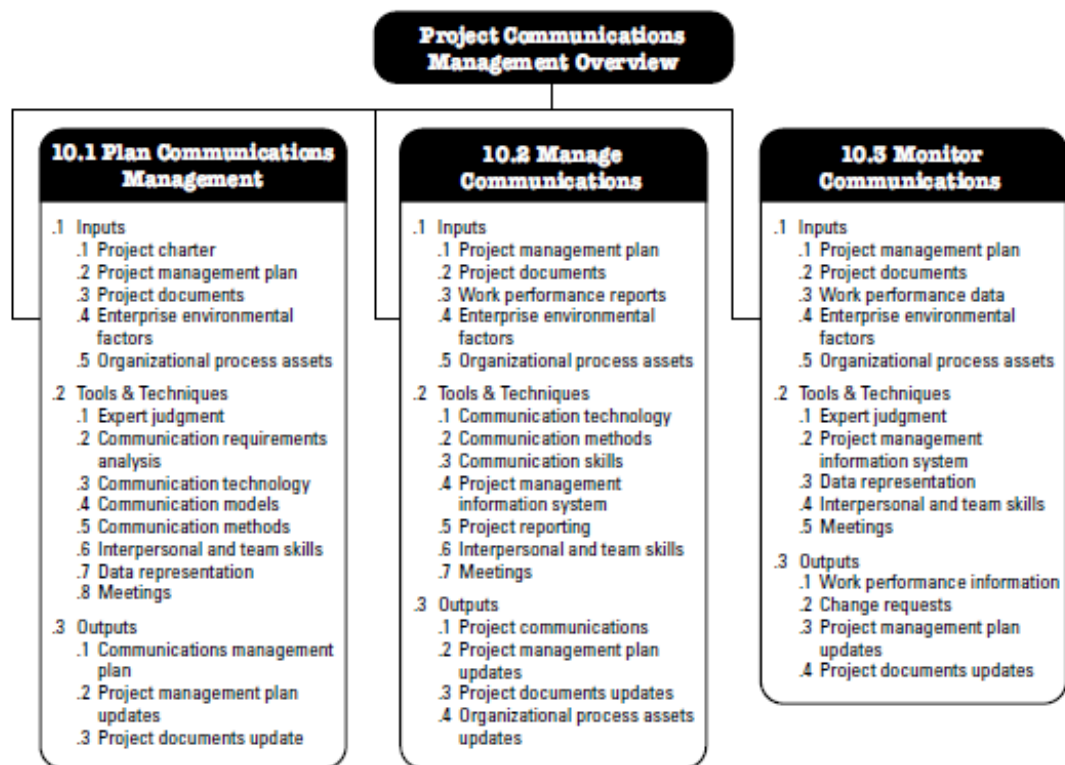 Project Communications
Management Overview
10.1 Plan Communications
Management
.1 Inputs
.1 Project charter
.2 Project management plan
.3 Project documents
.4 Enterprise environmental
factors
.5 Organizational process assets
.2 Tools & Techniques
.1 Expert judgment
.2 Communication requirements
analysis
.3 Communication technology
.4 Communication models
.5 Communication methods
.6 Interpersonal and team skills
.7 Data representation
.8 Meetings
.3 Outputs
.1 Communications management
plan
.2 Project management plan
updates
.3 Project documents update
10.2 Manage
Communications
.1 Inputs
.1 Project management plan
.2 Project documents
.3 Work performance reports
.4 Enterprise environmental
factors
.5 Organizational process assets
.2 Tools & Techniques
.1 Communication technology
.2 Communication methods
.3 Communication skills
.4 Project management
information system
.5 Project reporting
.6 Interpersonal and team skills
.7 Meetings
.3 Outputs
.1 Project communications
.2 Project management plan
updates
.3 Project documents updates
.4 Organizational process assets
updates
10.3 Monitor
Communications
.1 Inputs
.1 Project management plan
.2 Project documents
.3 Work performance data
.4 Enterprise environmental
factors
.5 Organizational process assets
.2 Tools & Techniques
.1 Expert judgment
.2 Project management
information system
.3 Data representation
.4 Interpersonal and team skills
.5 Meetings
.3 Outputs
.1 Work performance information
.2 Change requests
.3 Project management plan
updates
.4 Project documents updates